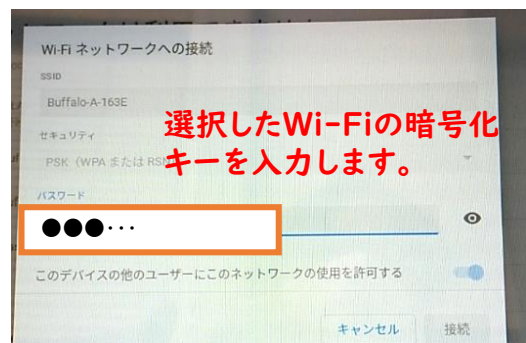 Wi-Fi ネットワークへの接続
SSID
Buffalo-A-163E
選択したWi-Fiの暗号化
キーを入力します。
セキュリティ
PSK（WPA または RSN
パスワード
●●●…
このデバイスの他のユーザーにこのネットワークの使用を許可する
キャンセル
接続